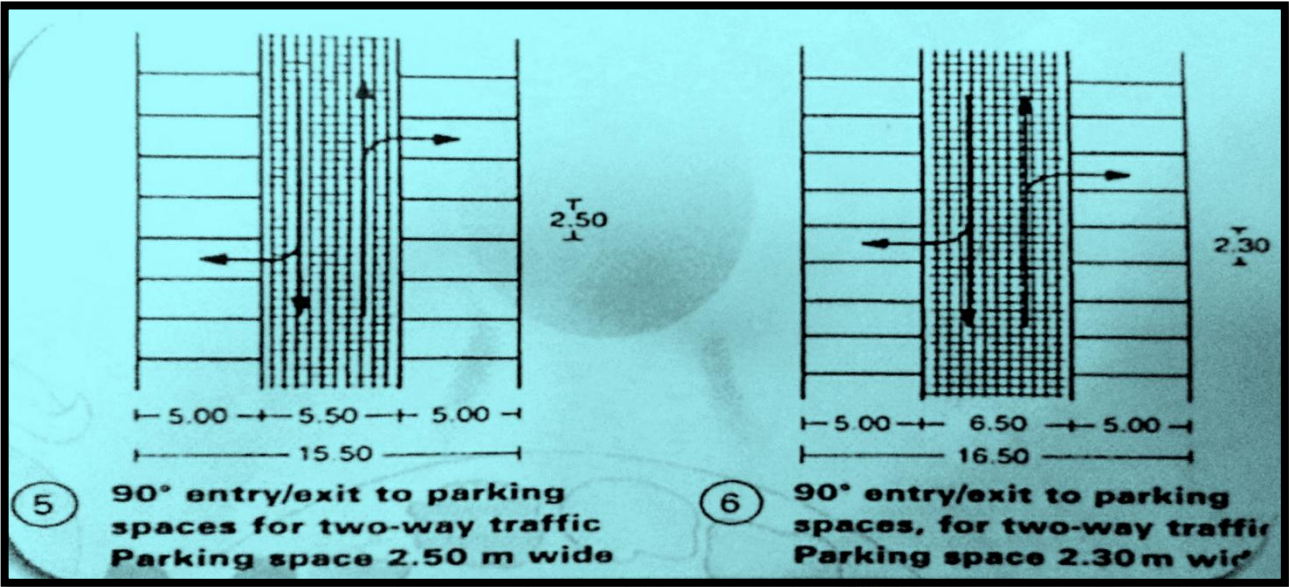 2.50
5.00 5.50 5.00
15.50
5 90° entry/exit to parking
spaces for two-way traffic
Parking space 2.50 m wide
2.30
5.00 6.50 5.00
16.50
6 90° entry/exit to parking
spaces, for two-way traffic
Parking space 2.30 m